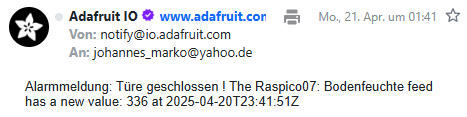 Adafruit IO www.adafruit.com Mo., 21. Apr. um 01:41
Von: notify@io.adafruit.com
An: johannes_marko@yahoo.de
Alarmmeldung: Türe geschlossen ! The Raspico07: Bodenfeuchte feed
has a new value: 336 at 2025-04-20T23:41:51Z